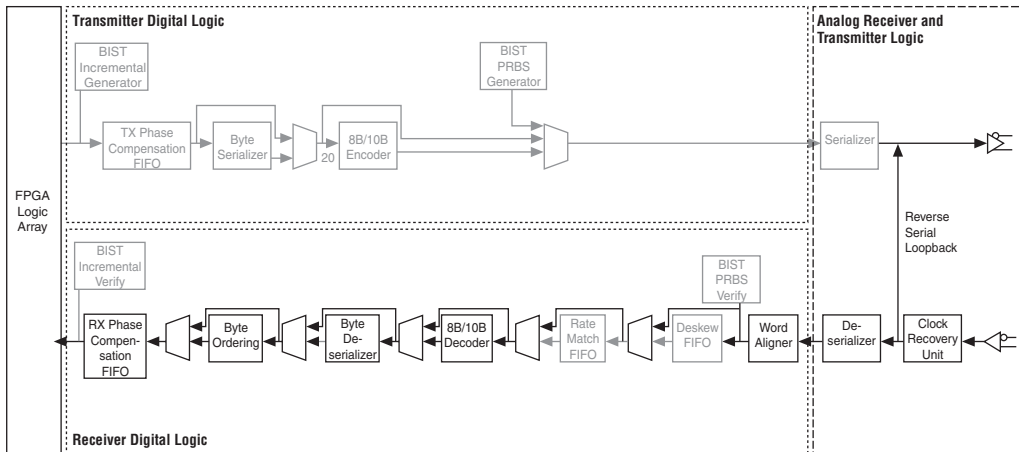 Transmitter Digital Logic
Analog Receiver and
Transmitter Logic
BIST
Incremental
Generator
BIST
PRBS
Generator
TX Phase
Compensation
FIFO
Byte
Serializer
20
8B/10B
Encoder
Serializer
FPGA
Logic
Array
Reverse
Serial
Loopback
BIST
Incremental
Verify
BIST
PRBS
Verify
RX Phase
Compen-
sation
FIFO
Byte
Ordering
Byte
De-
serializer
8B/10B
Decoder
Rate
Match
FIFO
Deskew
FIFO
Word
Aligner
De-
serializer
Clock
Recovery
Unit
Receiver Digital Logic